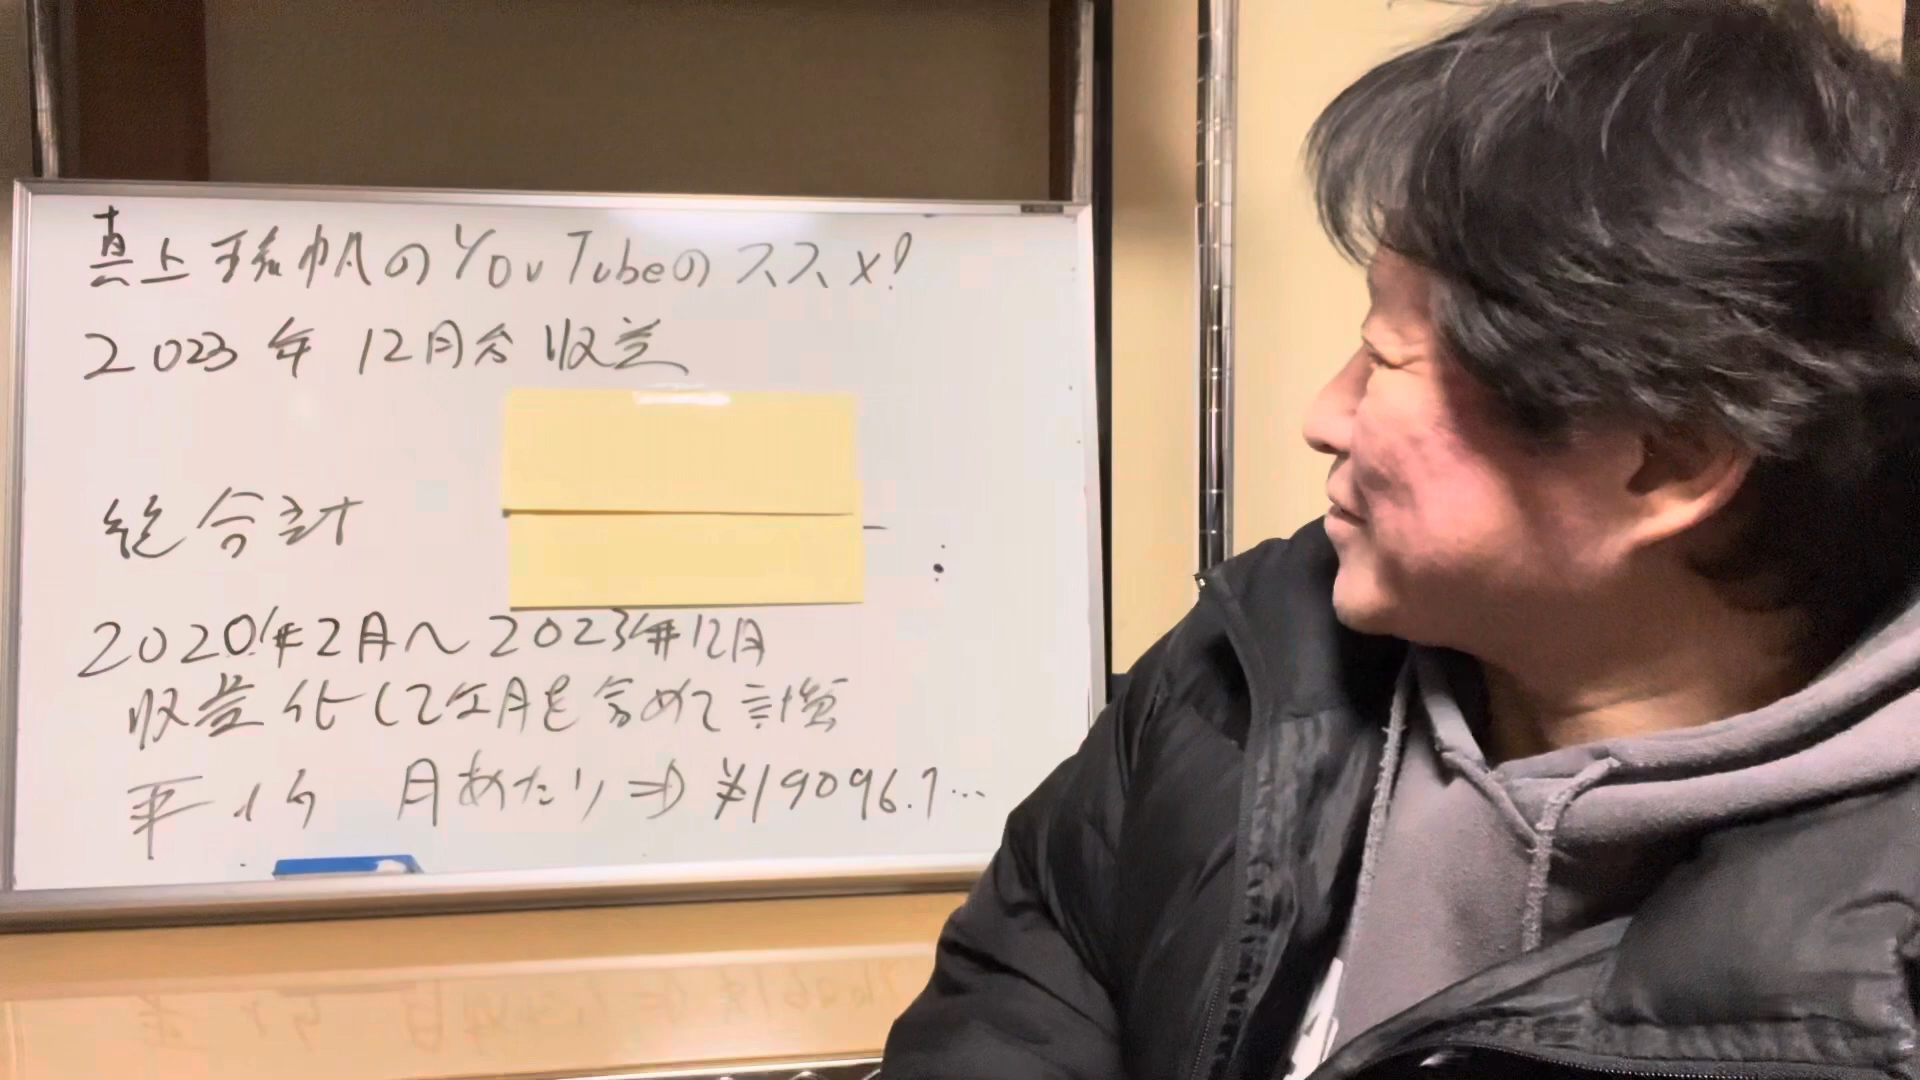 真上瑞帆のYouTubeのススメ!
2023年 12月分 収益
総合計
2020年2月〜2023年12月
収益化して2ケ月を含めて計算
平均 月あたり⇒¥19096.7…